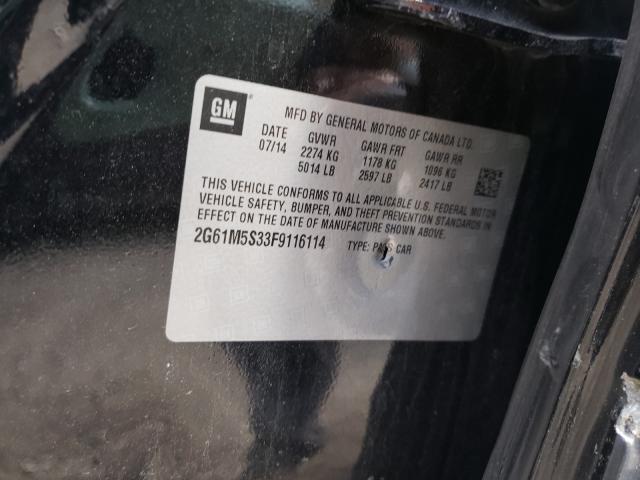 GM
MFD BY GENERAL MOTORS OF CANADA LTD.
DATE GVWR GAWR FRT GAWR RR
07/14 2274 KG 1178 KG 1096 KG
5014 LB 2597 LB 2417 LB
THIS VEHICLE CONFORMS TO ALL APPLICABLE U.S. FEDERAL MOTOR
VEHICLE SAFETY, BUMPER, AND THEFT PREVENTION STANDARDS IN
EFFECT ON THE DATE OF MANUFACTURE SHOWN ABOVE.
2G61M5S33F9116114 TYPE: PASS CAR